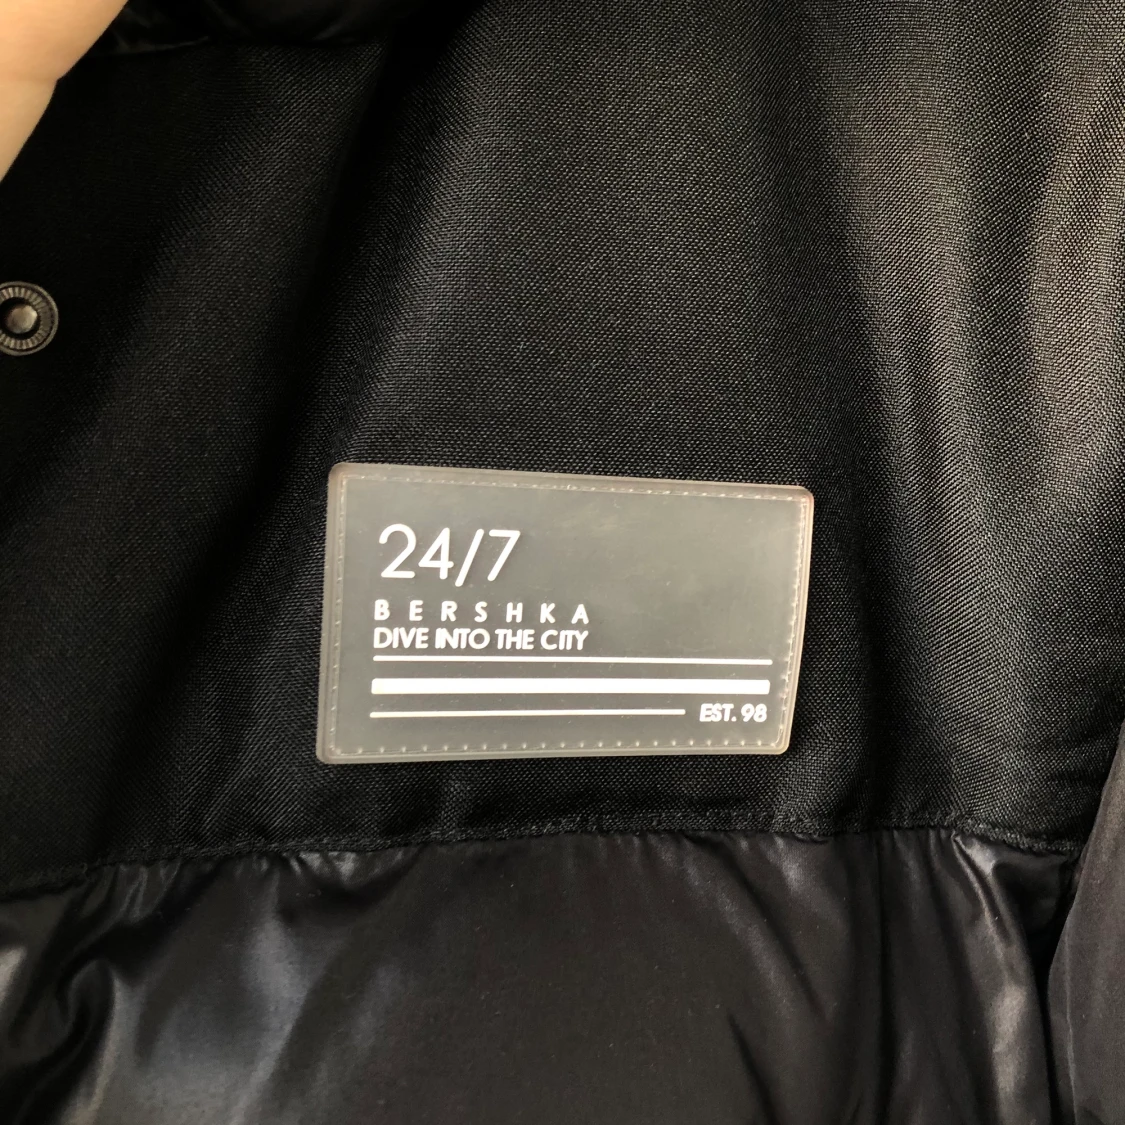 24/7
BERSHKA
DIVE INTO THE CITY
EST. 98